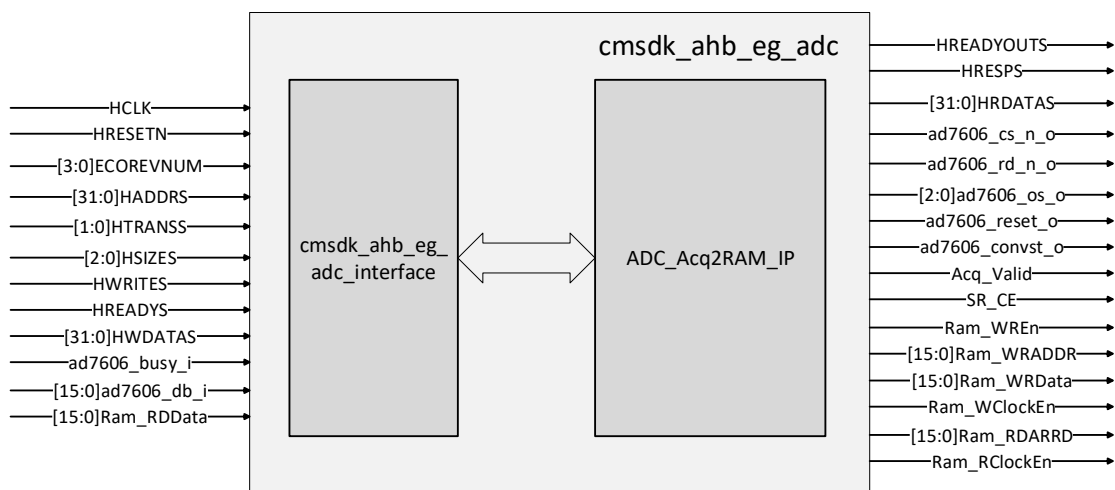 cmsdk_ahb_eg_adc
HCLK
HRESETN
[3:0]ECOREVNUM
[31:0]HADDRS
[1:0]HTRANSS
[2:0]HSIZES
HWRITES
HREADYS
[31:0]HWDATAS
ad7606_busy_i
[15:0]ad7606_db_i
[15:0]Ram_RDData
cmsdk_ahb_eg_
adc_interface
ADC_Acq2RAM_IP
HREADYOUTS
HRESPS
[31:0]HRDATAS
ad7606_cs_n_o
ad7606_rd_n_o
[2:0]ad7606_os_o
ad7606_reset_o
ad7606_convst_o
Acq_Valid
SR_CE
Ram_WREn
[15:0]Ram_WRADDR
[15:0]Ram_WRData
Ram_WClockEn
[15:0]Ram_RDARRD
Ram_RClockEn